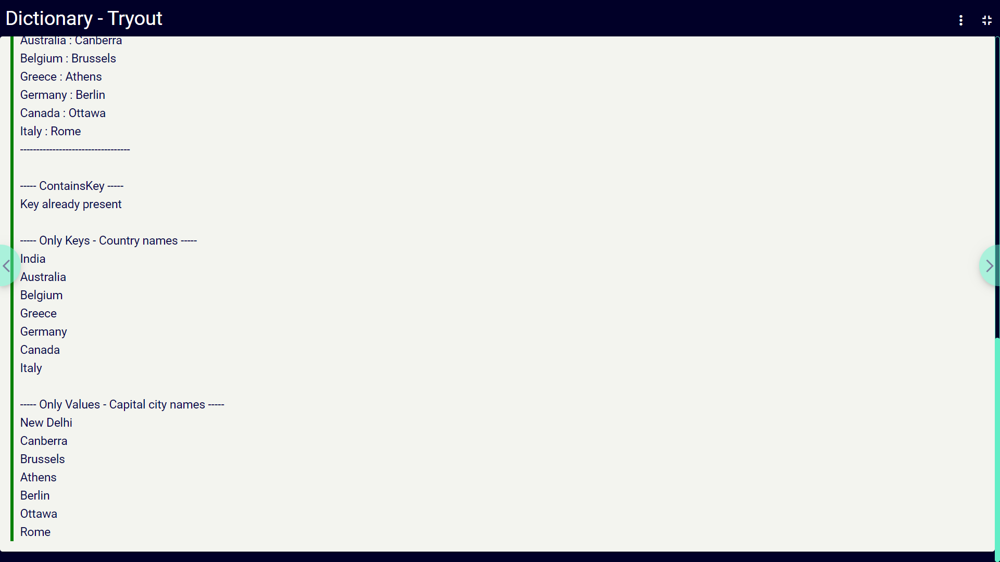 Dictionary - Tryout
Australia : Canberra
Belgium : Brussels
Greece : Athens
Germany : Berlin
Canada : Ottawa
Italy : Rome
----------------------------------
----- ContainsKey -----
Key already present
----- Only Keys - Country names -----
India
Australia
Belgium
Greece
Germany
Canada
Italy
----- Only Values - Capital city names -----
New Delhi
Canberra
Brussels
Athens
Berlin
Ottawa
Rome